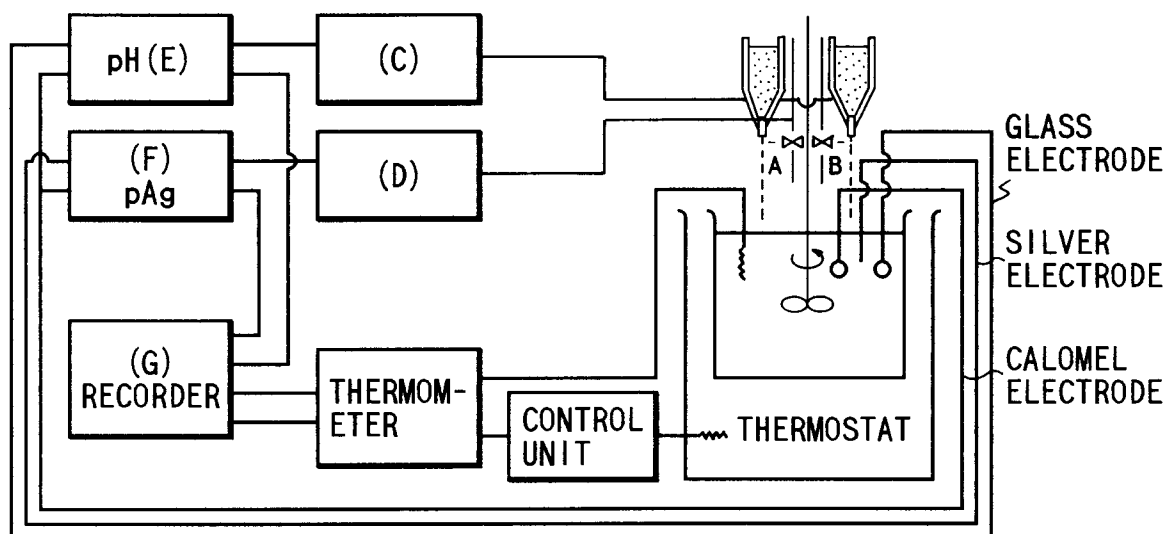 pH (E)
(C)
(F)
pAg
(D)
(G)
RECORDER
THERMOM-
ETER
CONTROL
UNIT
THERMOSTAT
A
B
GLASS
ELECTRODE
SILVER
ELECTRODE
CALOMEL
ELECTRODE